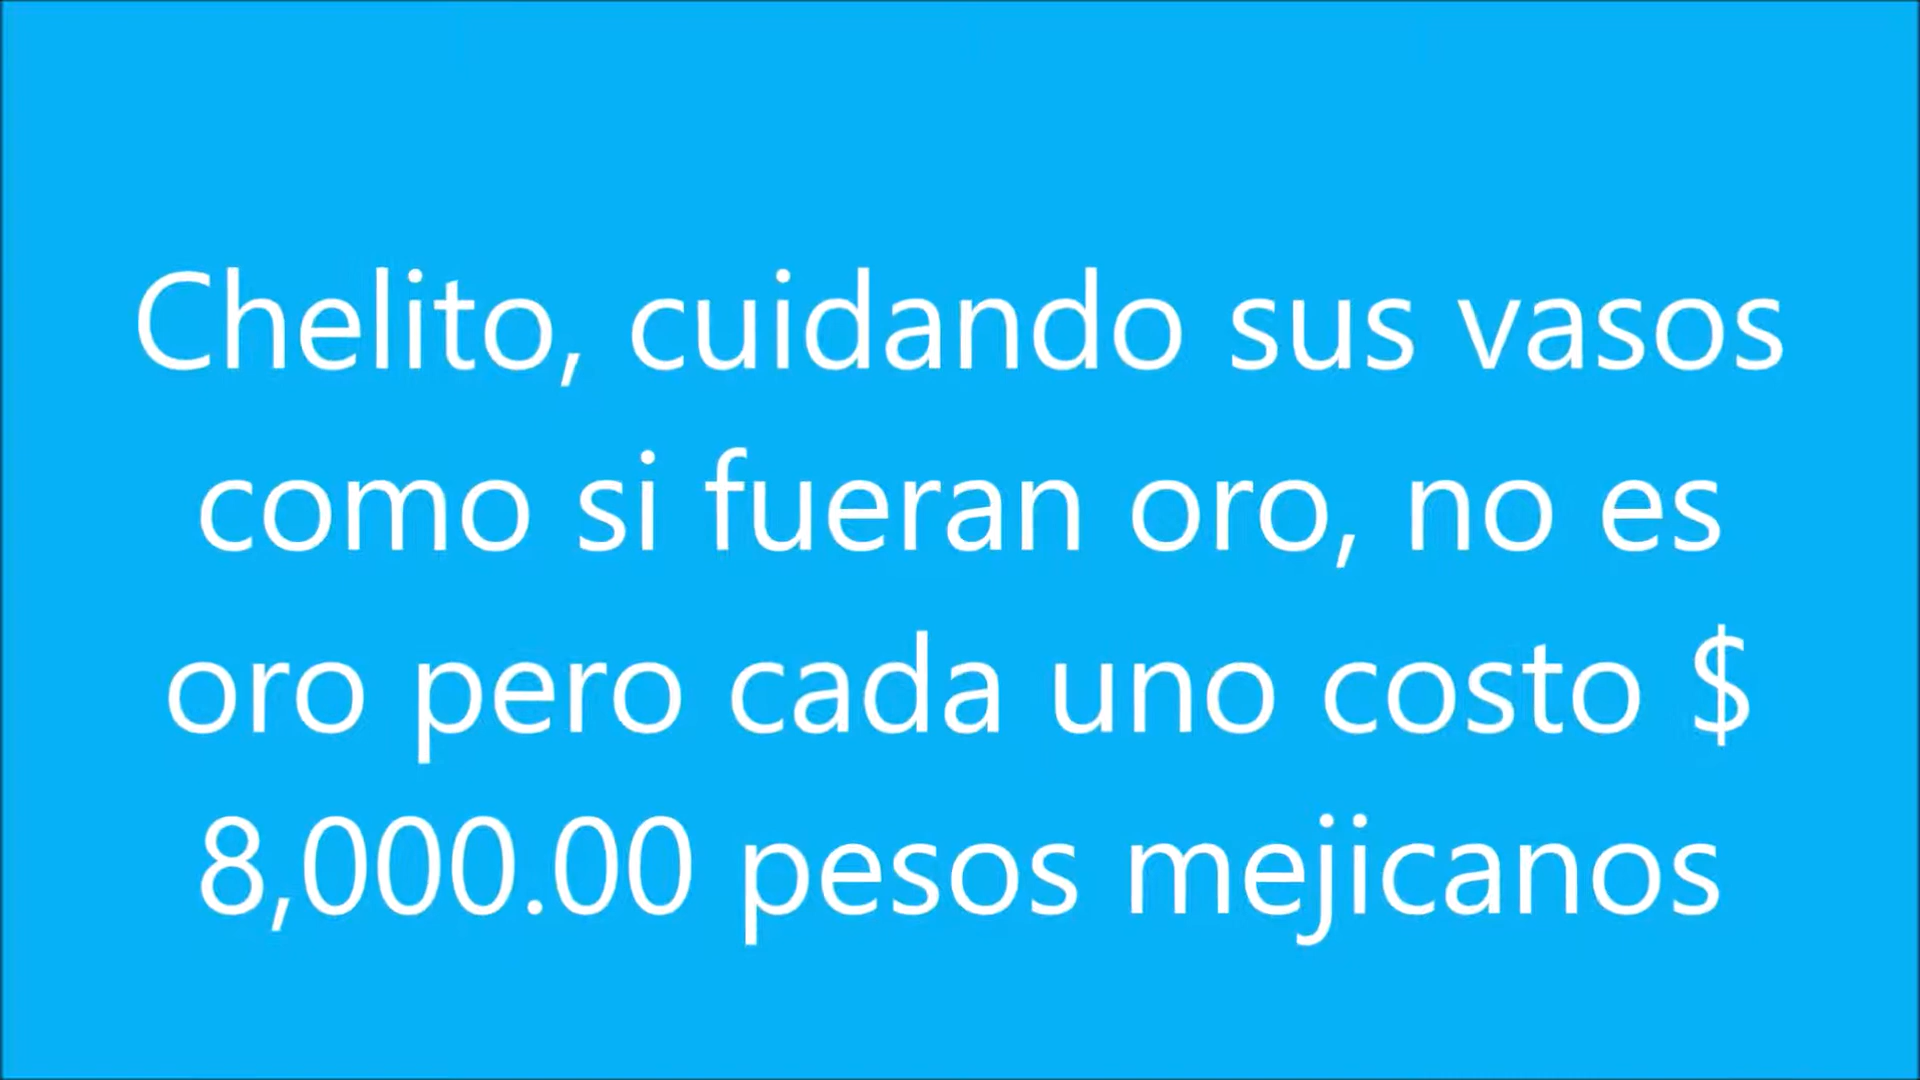 Chelito, cuidando sus vasos
como si fueran oro, no es
oro pero cada uno costo $
8,000.00 pesos mejicanos